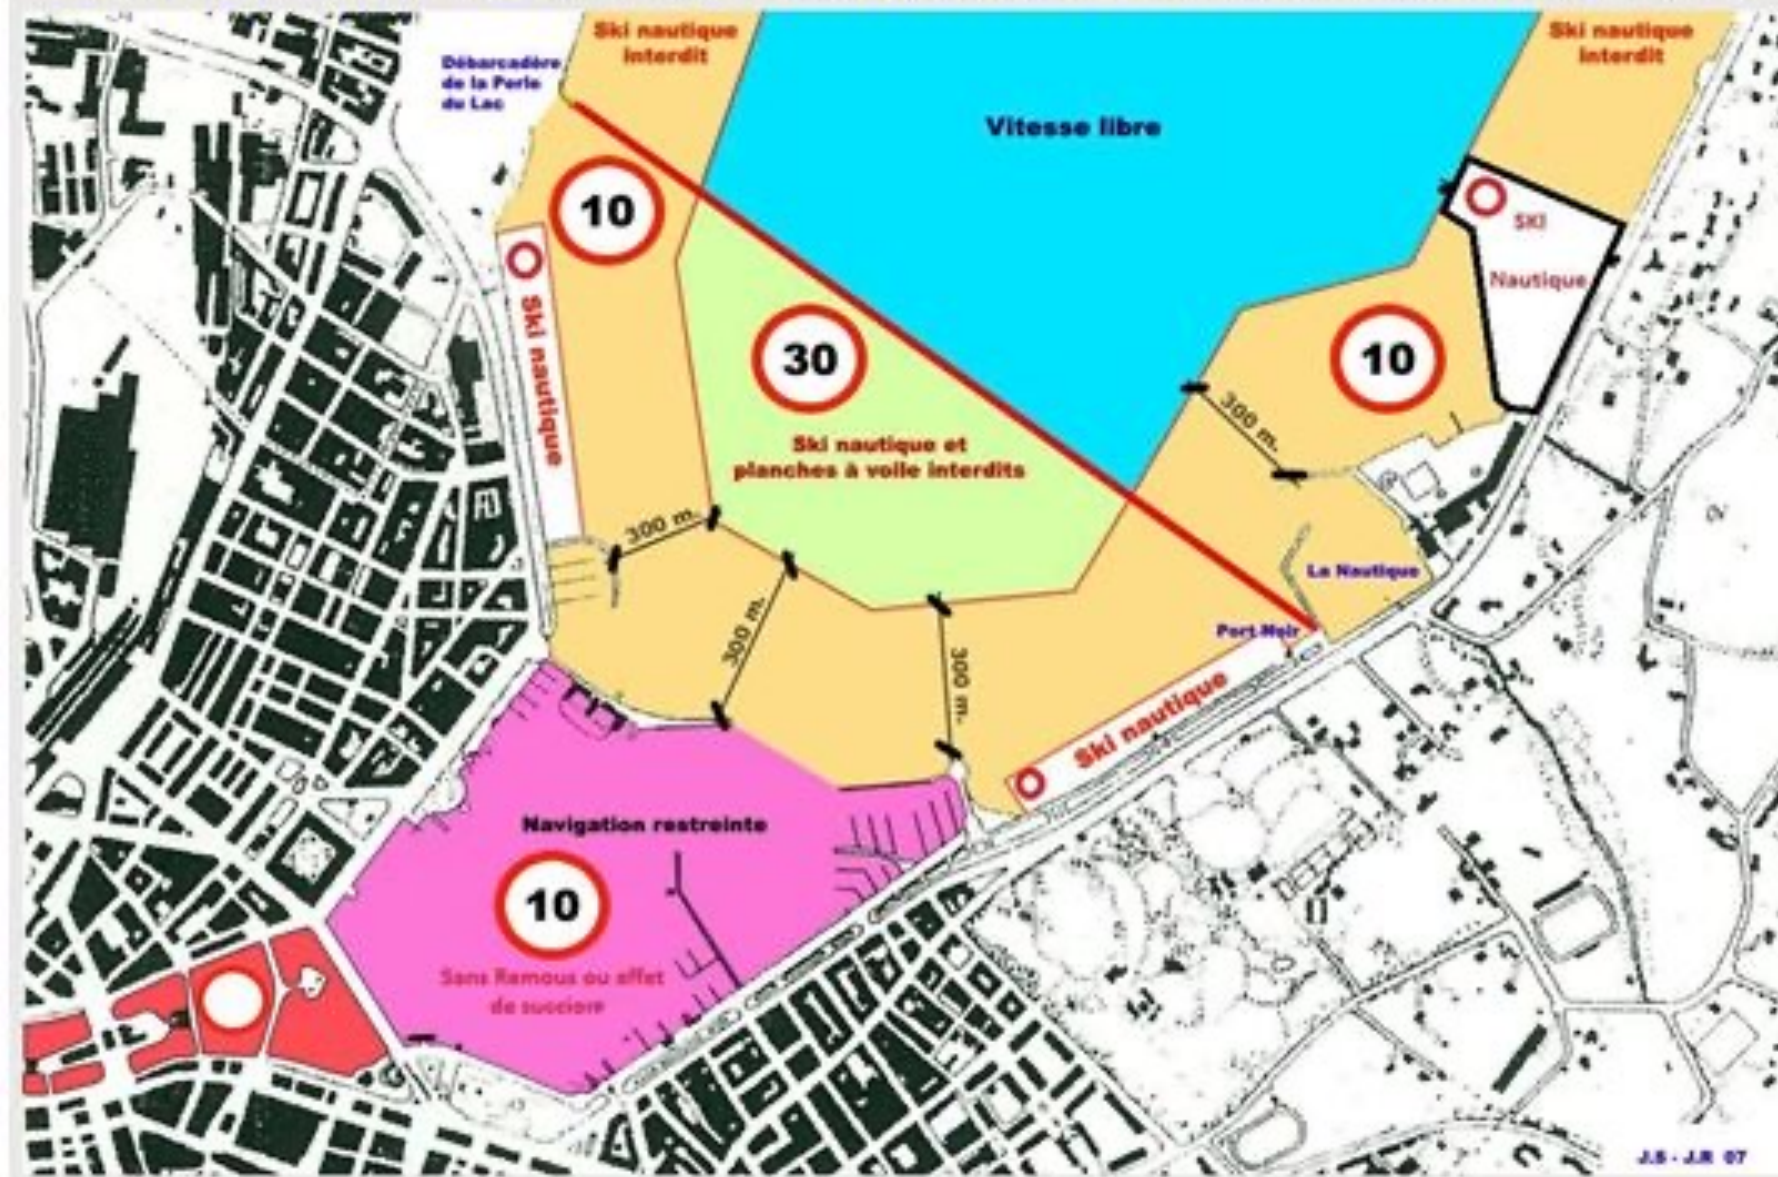 Ski nautique
interdit
Ski nautique
interdit
Débarcadère
de la Perle
du Lac
Vitesse libre
10
SKI
Nautique
Ski nautique
30
10
300 m.
Ski nautique et
planches à voile interdits
300 m.
La Nautique
300 m.
Port Noir
300 m.
Ski nautique
Navigation restreinte
10
Sans Remous ou effet
de
J.S - J.R 07